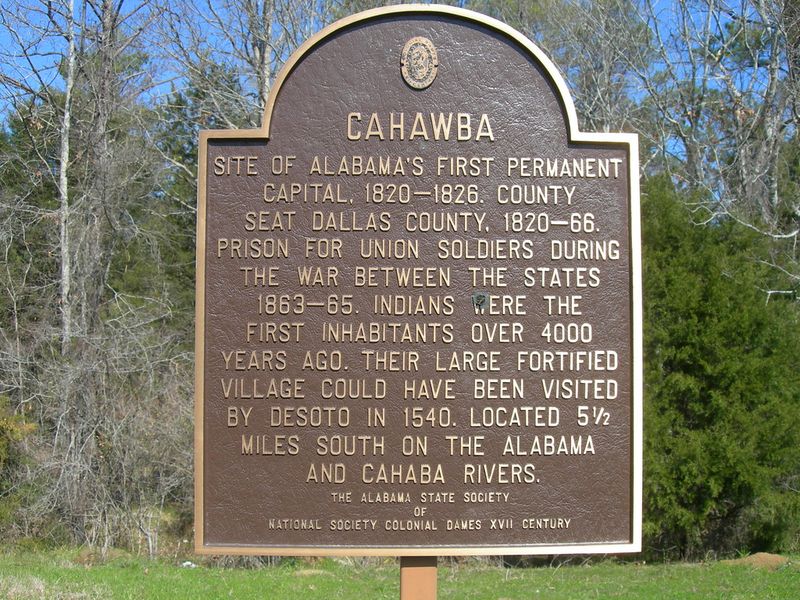 CAHAWBA
SITE OF ALABAMA'S FIRST PERMANENT
CAPITAL, 1820–1826. COUNTY
SEAT DALLAS COUNTY, 1820–66.
PRISON FOR UNION SOLDIERS DURING
THE WAR BETWEEN THE STATES
1863–65. INDIANS WERE THE
FIRST INHABITANTS OVER 4000
YEARS AGO. THEIR LARGE FORTIFIED
VILLAGE COULD HAVE BEEN VISITED
BY DESOTO IN 1540. LOCATED 5½
MILES SOUTH ON THE ALABAMA
AND CAHABA RIVERS.
THE ALABAMA STATE SOCIETY
OF
NATIONAL SOCIETY COLONIAL DAMES XVII CENTURY